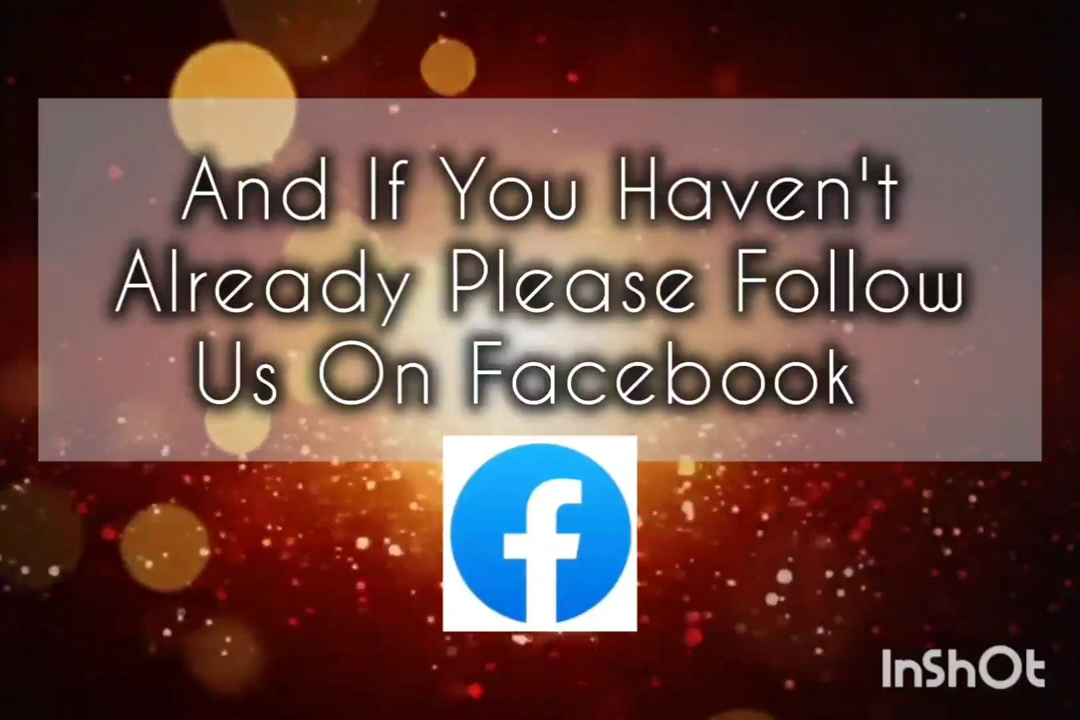 And If You Haven't
Already Please Follow
Us On Facebook
f
InShOt